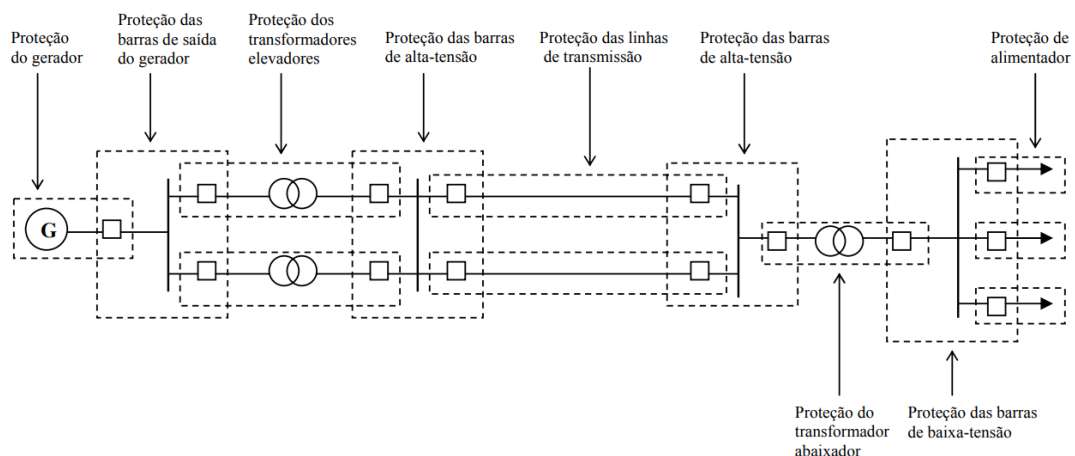 Proteção
do gerador
Proteção das
barras de saída
do gerador
Proteção dos
transformadores
elevadores
Proteção das barras
de alta-tensão
Proteção das linhas
de transmissão
Proteção das barras
de alta-tensão
Proteção de
alimentador
G
Proteção do
transformador
abaixador
Proteção das barras
de baixa-tensão